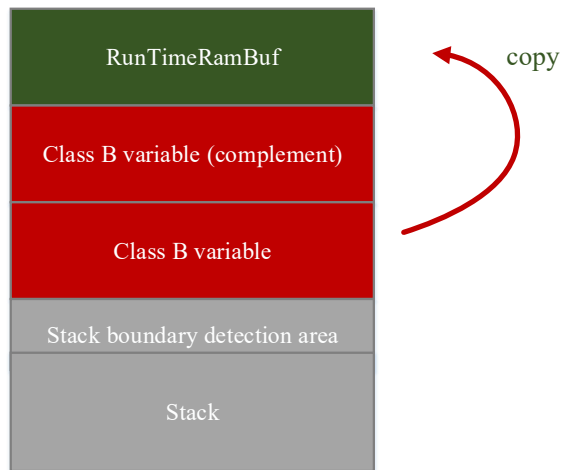 RunTimeRamBuf
copy
Class B variable (complement)
Class B variable
Stack boundary detection area
Stack